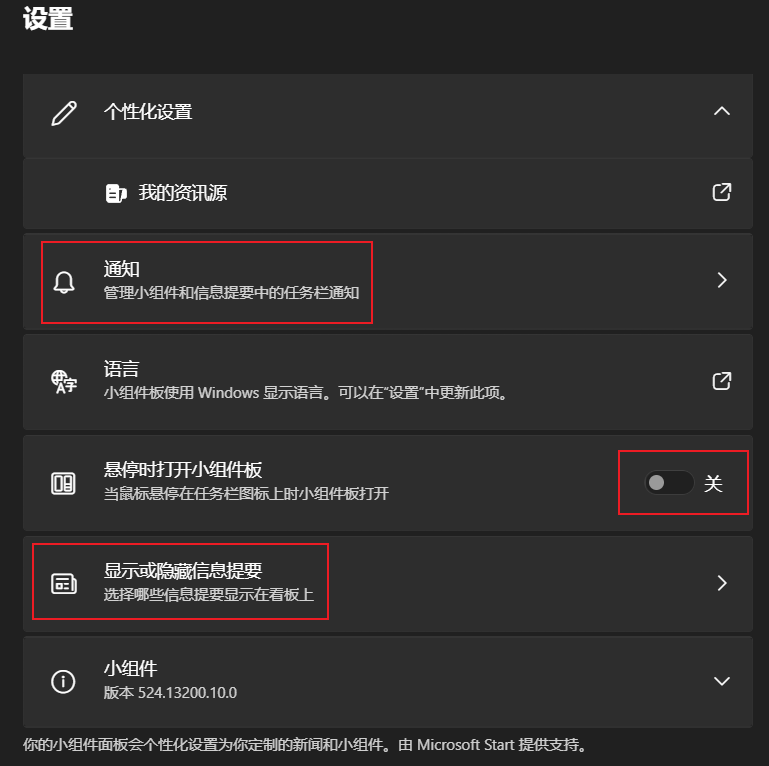 设置
个性化设置
我的资讯源
通知
管理小组件和信息提要中的任务栏通知
语言
小组件板使用 Windows 显示语言。可以在“设置”中更新此项。
悬停时打开小组件板
当鼠标悬停在任务栏图标上时小组件板打开
关
显示或隐藏信息提要
选择哪些信息提要显示在看板上
小组件
版本 524.13200.10.0
你的小组件面板会个性化设置为你定制的新闻和小组件。由 Microsoft Start 提供支持。